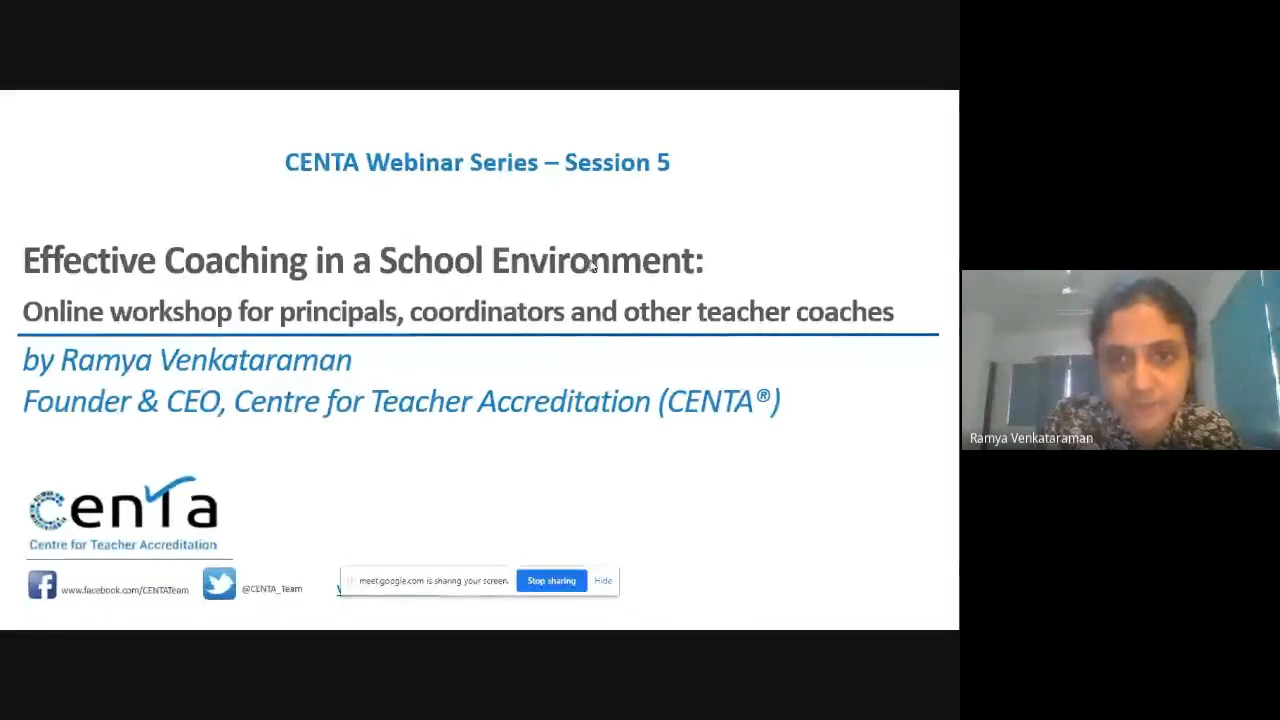 CENTA Webinar Series – Session 5
Effective Coaching in a School Environment:
Online workshop for principals, coordinators and other teacher coaches
by Ramya Venkataraman
Founder & CEO, Centre for Teacher Accreditation (CENTA®)
cenTa
Centre for Teacher Accreditation
www.facebook.com/CENTATeam
@CENTA_Team
meet.google.com is sharing your screen.
Stop sharing
Hide
Ramya Venkataraman